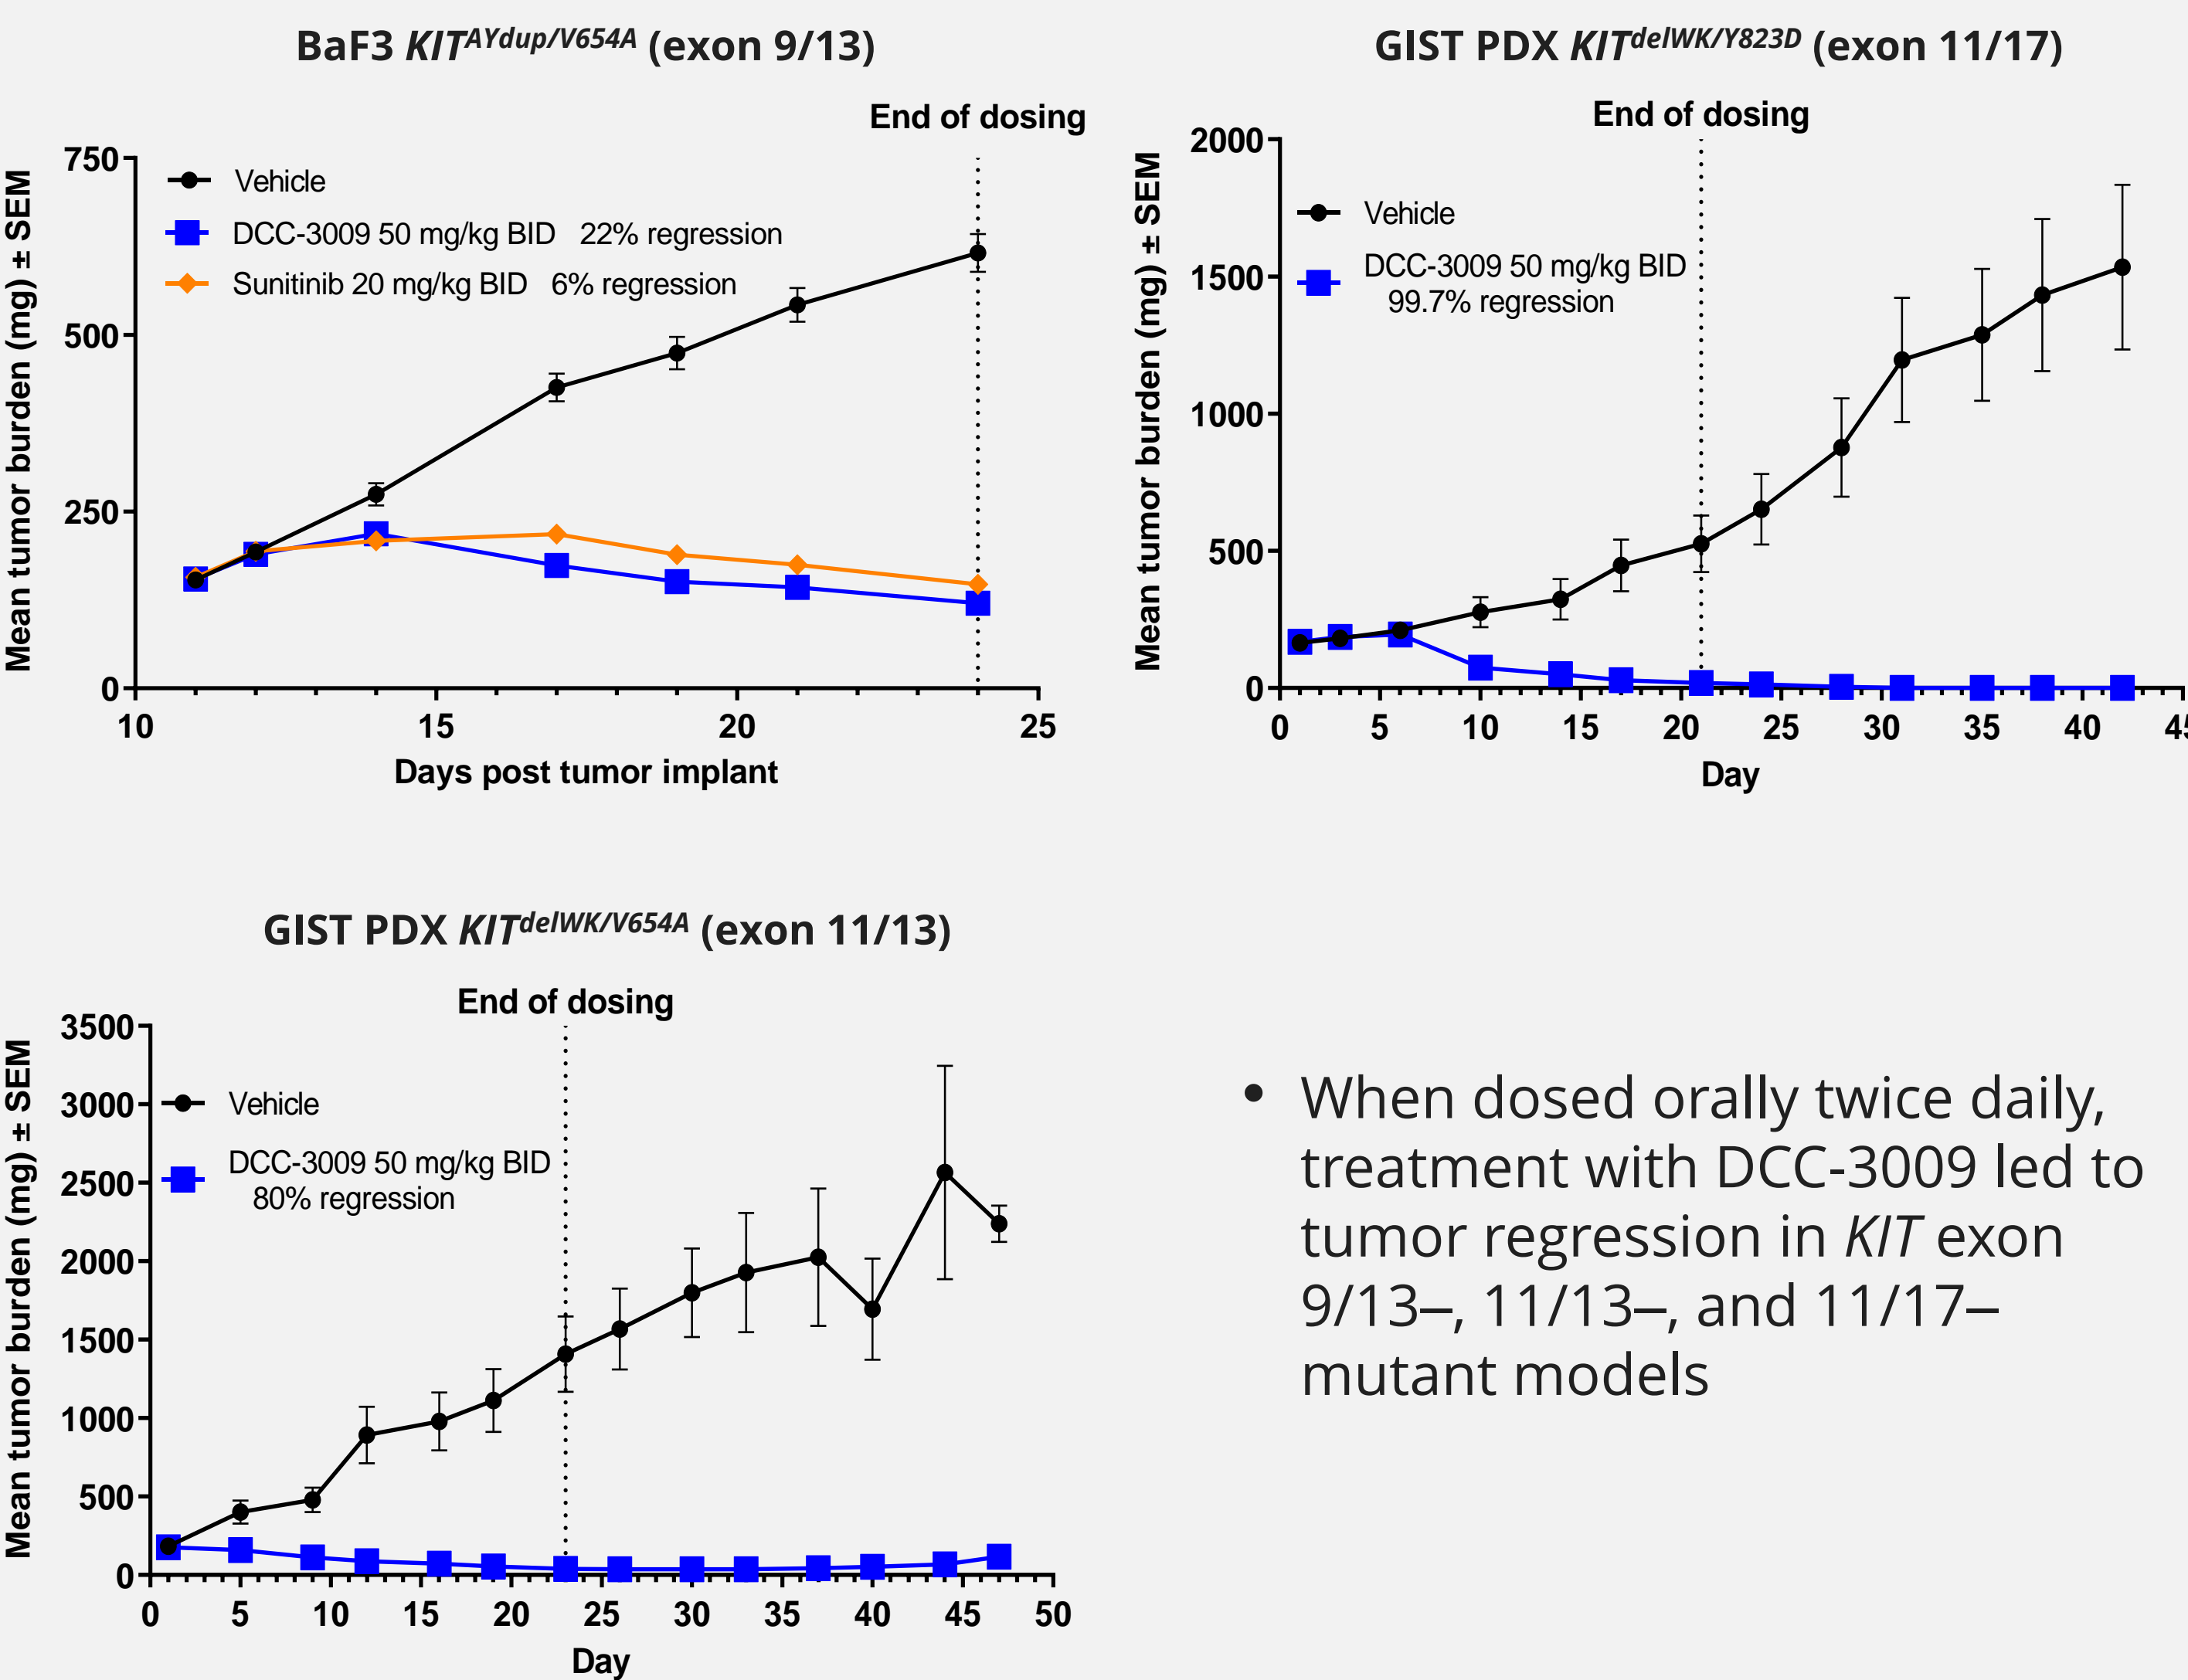 BaF3 KIT^AYdup/V654A (exon 9/13)
End of dosing
Mean tumor burden (mg) ± SEM
750
500
250
0
Vehicle
DCC-3009 50 mg/kg BID 22% regression
Sunitinib 20 mg/kg BID 6% regression
10 15 20 25
Days post tumor implant
GIST PDX KIT^delWK/Y823D (exon 11/17)
End of dosing
Mean tumor burden (mg) ± SEM
2000
1500
1000
500
0
Vehicle
DCC-3009 50 mg/kg BID
99.7% regression
0 5 10 15 20 25 30 35 40 45
Day
GIST PDX KIT^delWK/V654A (exon 11/13)
End of dosing
Mean tumor burden (mg) ± SEM
3500
3000
2500
2000
1500
1000
500
0
Vehicle
DCC-3009 50 mg/kg BID
80% regression
0 5 10 15 20 25 30 35 40 45 50
Day
• When dosed orally twice daily,
treatment with DCC-3009 led to
tumor regression in KIT exon
9/13–, 11/13–, and 11/17–
mutant models